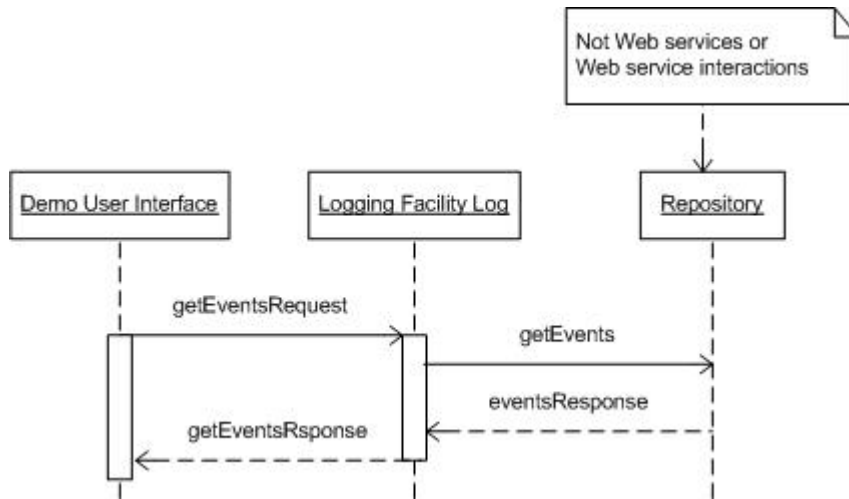 Not Web services or
Web service interactions
Demo User Interface
Logging Facility Log
Repository
getEventsRequest
getEvents
eventsResponse
getEventsRsponse